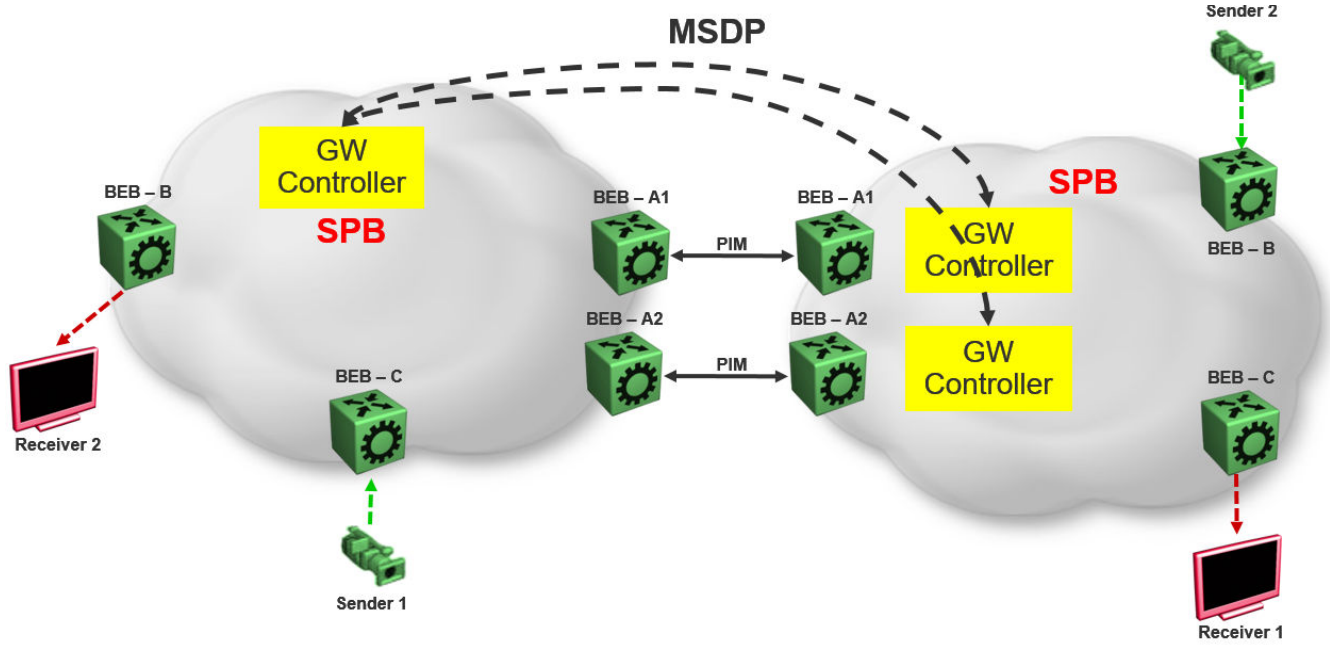 Sender 2
MSDP
GW
Controller
SPB
BEB – B
BEB – A1
BEB – A1
SPB
GW
Controller
BEB – B
PIM
BEB – A2
BEB – A2
GW
Controller
PIM
BEB – C
BEB – C
Receiver 2
Sender 1
Receiver 1